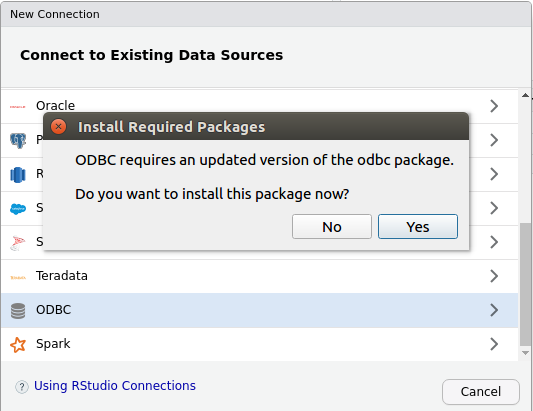 New Connection
Connect to Existing Data Sources
Oracle
Install Required Packages
P
ODBC requires an updated version of the odbc package.
R
Do you want to install this package now?
S
No
Yes
S
Teradata
ODBC
Spark
? Using RStudio Connections
Cancel